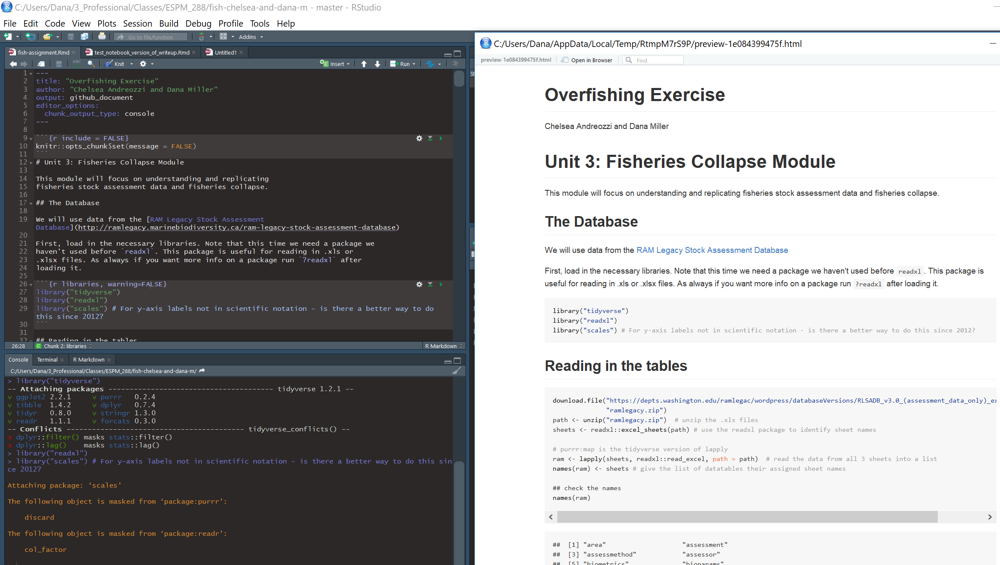 C:/Users/Dana/3_Professional/Classes/ESPM_288/fish-chelsea-and-dana-m - master - RStudio
File Edit Code View Plots Session Build Debug Profile Tools Help
Go to file/function
Addins
fish-assignment.Rmd
test_notebook_version_of_writeup.Rmd
Untitled1
ABC
Knit
Insert
Run
1 ---
2 title: "Overfishing Exercise"
3 author: "Chelsea Andreozzi and Dana Miller"
4 output: github_document
5 editor_options:
6 chunk_output_type: console
7 ---
8
9 ```{r include = FALSE}
10 knitr::opts_chunk$set(message = FALSE)
11 ```
12 # Unit 3: Fisheries Collapse Module
13
14 This module will focus on understanding and replicating
15 fisheries stock assessment data and fisheries collapse.
16
17 ## The Database
18
19 We will use data from the [RAM Legacy Stock Assessment
Database](http://ramlegacy.marinebiodiversity.ca/ram-legacy-stock-assessment-database)
20
21 First, load in the necessary libraries. Note that this time we need a package we
22 haven't used before `readxl`. This package is useful for reading in .xls or
23 .xlsx files. As always if you want more info on a package run `?readxl` after
24 loading it.
25
26 ```{r libraries, warning=FALSE}
27 library("tidyverse")
28 library("readxl")
29 library("scales") # For y-axis labels not in scientific notation - is there a better way to do
this since 2012?
30 ```
31
32 ## Reading in the tables
26:28
C Chunk 2: libraries
R Markdown
Console
Terminal
R Markdown
C:/Users/Dana/3_Professional/Classes/ESPM_288/fish-chelsea-and-dana-m/
> library("tidyverse")
-- Attaching packages --------------------------------------- tidyverse 1.2.1 --
v ggplot2 2.2.1 v purrr 0.2.4
v tibble 1.4.2 v dplyr 0.7.4
v tidyr 0.8.0 v stringr 1.3.0
v readr 1.1.1 v forcats 0.3.0
-- Conflicts ------------------------------------------ tidyverse_conflicts() --
x dplyr::filter() masks stats::filter()
x dplyr::lag() masks stats::lag()
> library("readxl")
> library("scales") # For y-axis labels not in scientific notation - is there a better way to do this sin
ce 2012?
Attaching package: ‘scales’
The following object is masked from ‘package:purrr’:
discard
The following object is masked from ‘package:readr’:
col_factor
>
St
C:/Users/Dana/AppData/Local/Temp/RtmpM7rS9P/preview-1e084399475f.html
preview-1e084399475f.html
Open in Browser
Find
Overfishing Exercise
Chelsea Andreozzi and Dana Miller
Unit 3: Fisheries Collapse Module
This module will focus on understanding and replicating fisheries stock assessment data and fisheries collapse.
The Database
We will use data from the RAM Legacy Stock Assessment Database
First, load in the necessary libraries. Note that this time we need a package we haven't used before readxl. This package is
useful for reading in .xls or .xlsx files. As always if you want more info on a package run ?readxl after loading it.
library("tidyverse")
library("readxl")
library("scales") # For y-axis labels not in scientific notation - is there a better way to do this since 2012?
Reading in the tables
download.file("https://depts.washington.edu/ramlegac/wordpress/databaseVersions/RLSADB_v3.0_(assessment_data_only)_ex
"ramlegacy.zip")
path <- unzip("ramlegacy.zip") # unzip the .xls files
sheets <- readxl::excel_sheets(path) # use the readxl package to identify sheet names
# purrr:map is the tidyverse version of lapply
ram <- lapply(sheets, readxl::read_excel, path = path) # read the data from all 3 sheets into a list
names(ram) <- sheets # give the list of datatables their assigned sheet names
## check the names
names(ram)
## [1] "area" "assessment"
## [3] "assessmethod" "assessor"
## [5] "biometrics" "bioparams"